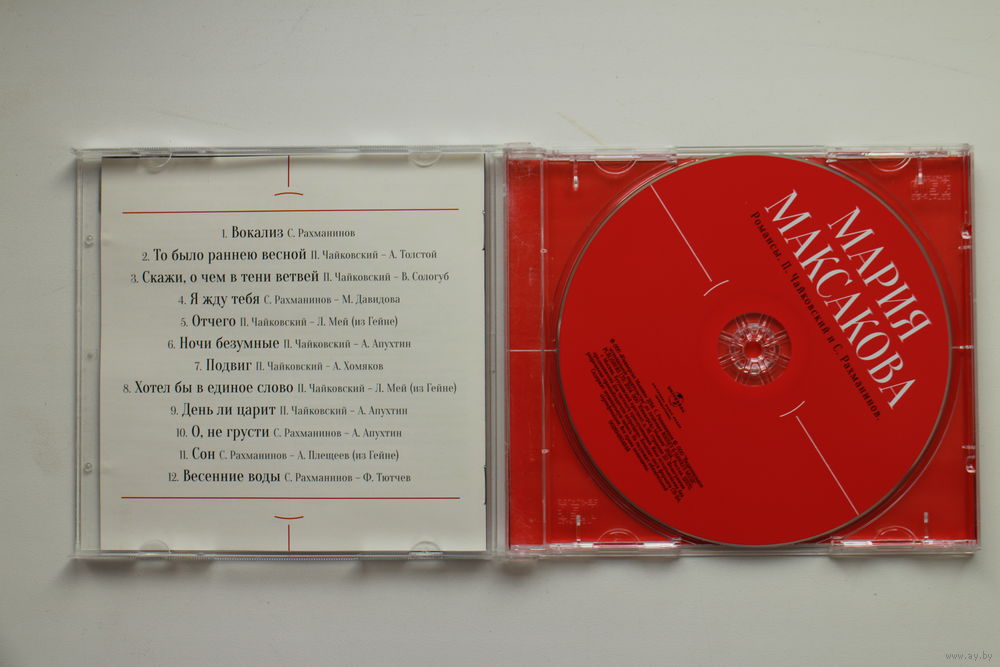 1. Вокализ С. Рахманинов
2. То было раннею весной П. Чайковский – А. Толстой
3. Скажи, о чем в тени ветвей П. Чайковский – В. Сологуб
4. Я жду тебя С. Рахманинов – М. Давидова
5. Отчего П. Чайковский – Л. Мей (из Гейне)
6. Ночи безумные П. Чайковский – А. Апухтин
7. Подвиг П. Чайковский – А. Хомяков
8. Хотел бы в единое слово П. Чайковский – Л. Мей (из Гейне)
9. День ли царит П. Чайковский – А. Апухтин
10. О, не грусти С. Рахманинов – А. Апухтин
11. Сон С. Рахманинов – А. Плещеев (из Гейне)
12. Весенние воды С. Рахманинов – Ф. Тютчев
МАРИЯ
МАКСАКОВА
Романсы. П. Чайковский и С. Рахманинов.
www.ay.by